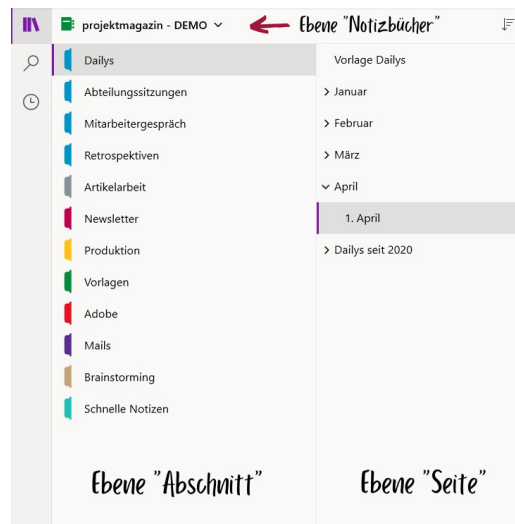 projektmagazin - DEMO
Ebene "Notizbücher"
Dailys
Abteilungssitzungen
Mitarbeitergespräch
Retrospektiven
Artikelarbeit
Newsletter
Produktion
Vorlagen
Adobe
Mails
Brainstorming
Schnelle Notizen
Ebene "Abschnitt"
Vorlage Dailys
Januar
Februar
März
April
1. April
Dailys seit 2020
Ebene "Seite"